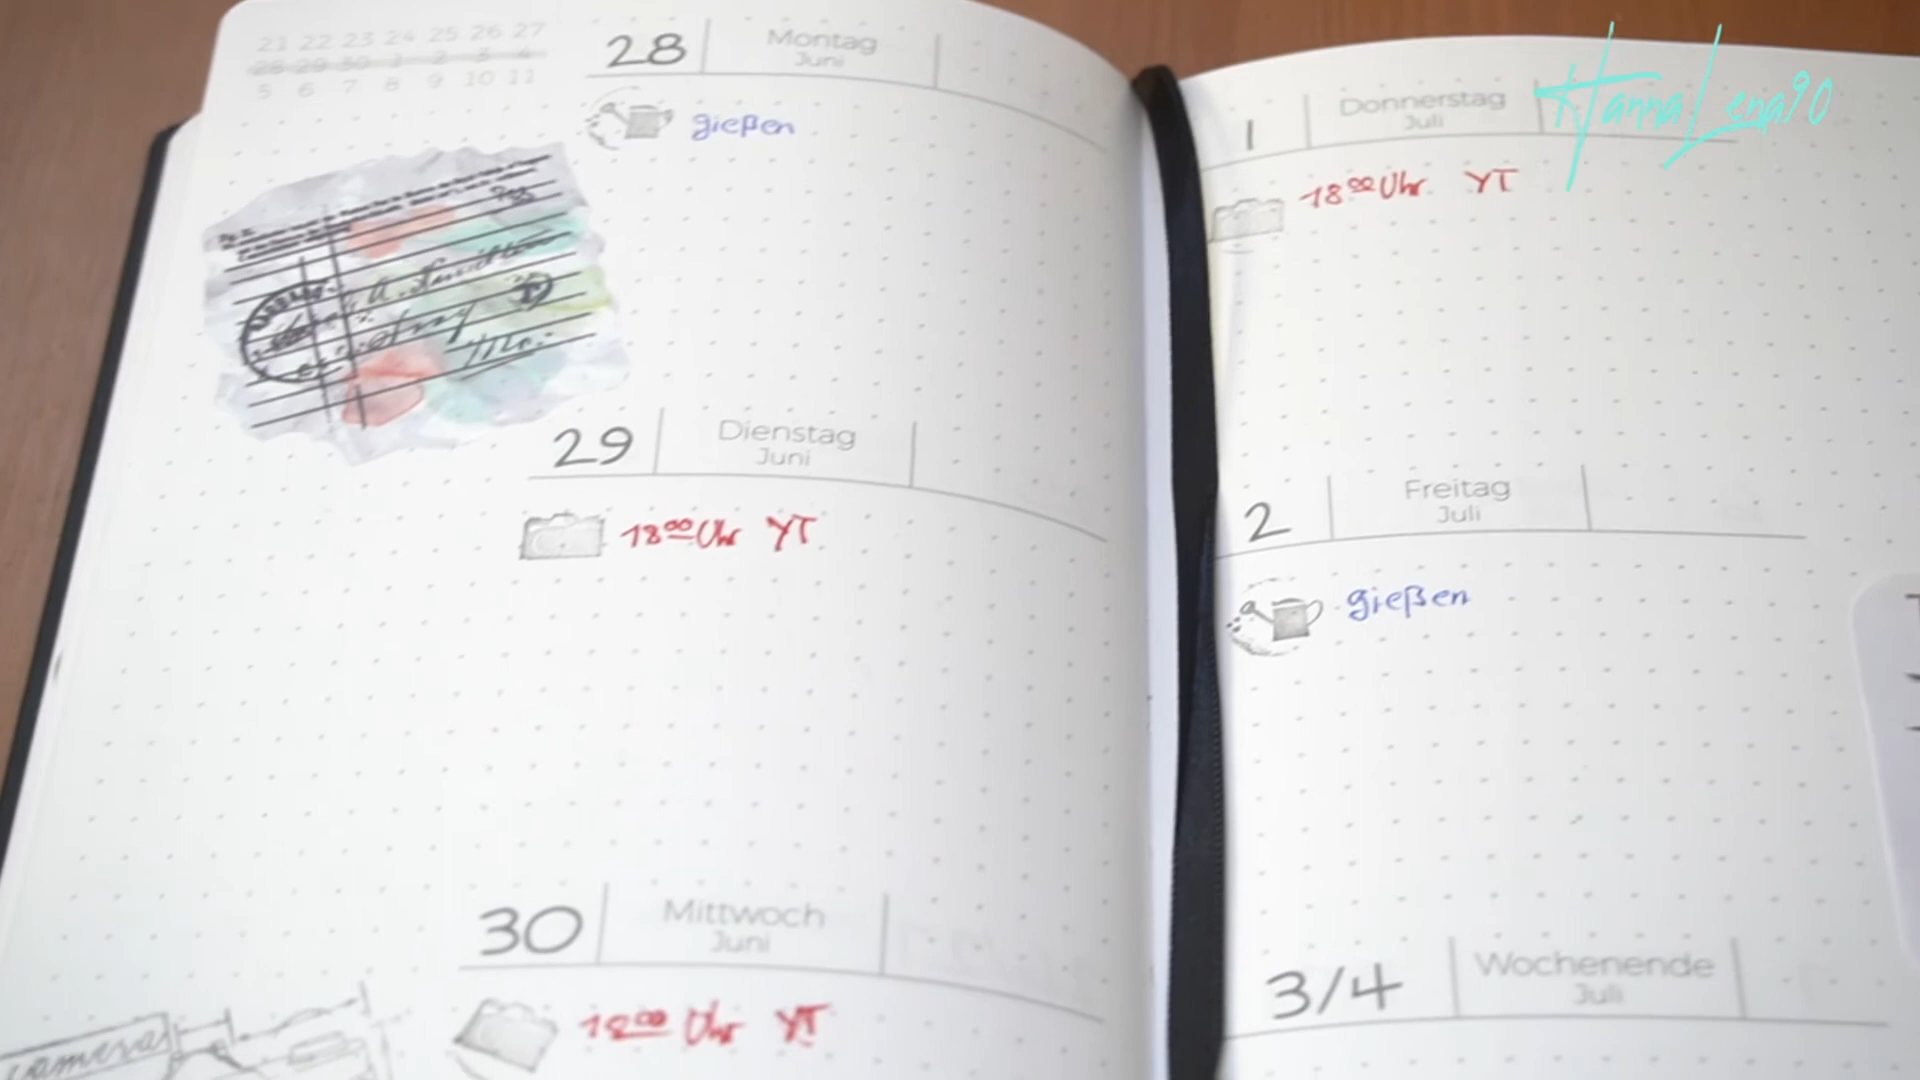 21 22 23 24 25 26 27
28 29 30 1 2 3 4
5 6 7 8 9 10 11
28 Montag
Juni
gießen
29 Dienstag
Juni
18⁰⁰ Uhr YT
30 Mittwoch
Juni
18⁰⁰ Uhr YT
camera
HannaLena90
1 Donnerstag
Juli
18⁰⁰ Uhr YT
2 Freitag
Juli
gießen
3/4 Wochenende
Juli